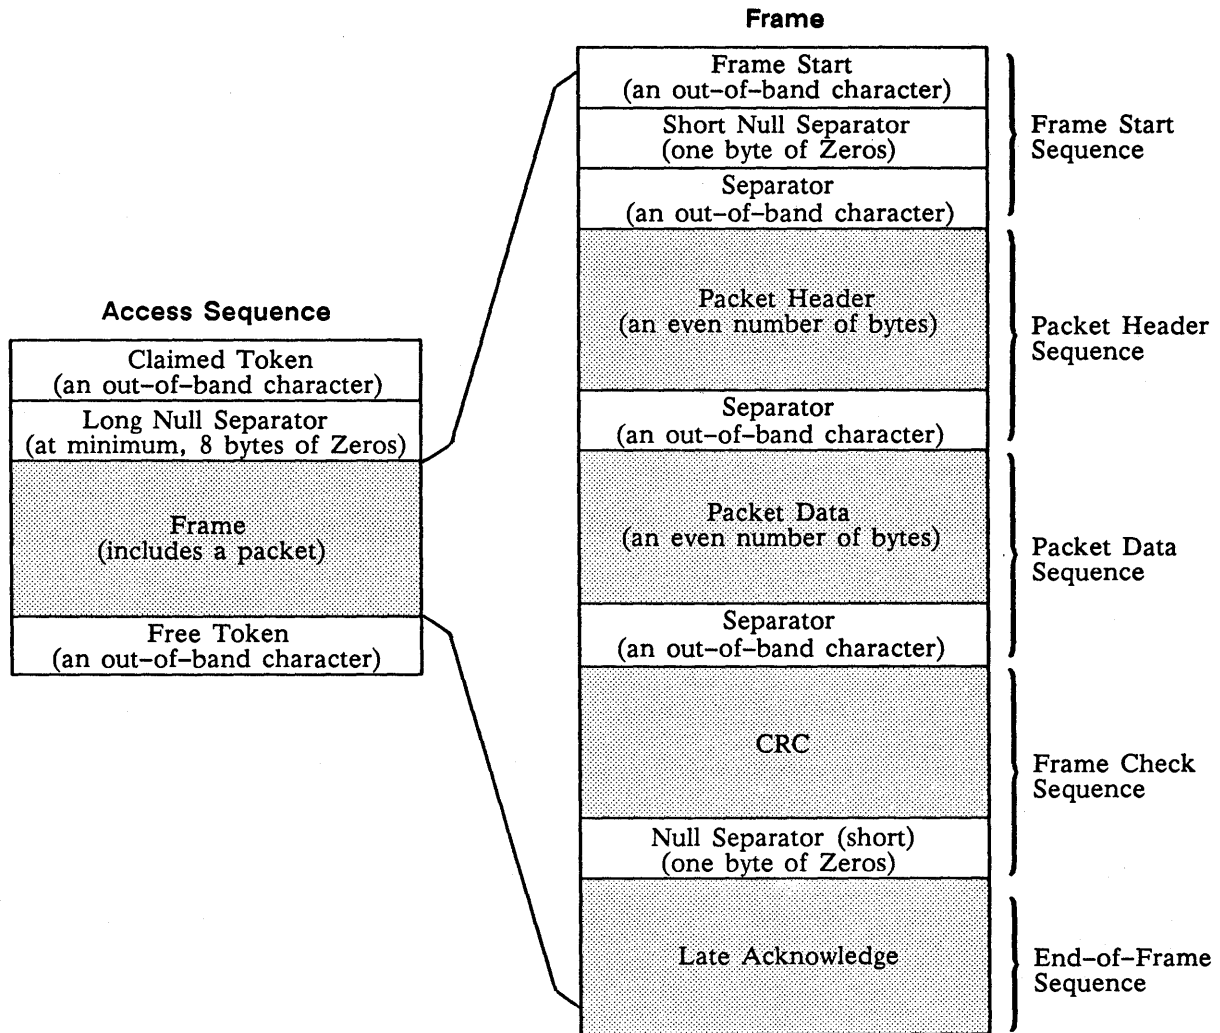 Frame
Frame Start
(an out-of-band character)
Short Null Separator
(one byte of Zeros)
Separator
(an out-of-band character)
Frame Start
Sequence
Packet Header
(an even number of bytes)
Separator
(an out-of-band character)
Packet Header
Sequence
Packet Data
(an even number of bytes)
Separator
(an out-of-band character)
Packet Data
Sequence
CRC
Null Separator (short)
(one byte of Zeros)
Frame Check
Sequence
Late Acknowledge
End-of-Frame
Sequence
Access Sequence
Claimed Token
(an out-of-band character)
Long Null Separator
(at minimum, 8 bytes of Zeros)
Frame
(includes a packet)
Free Token
(an out-of-band character)